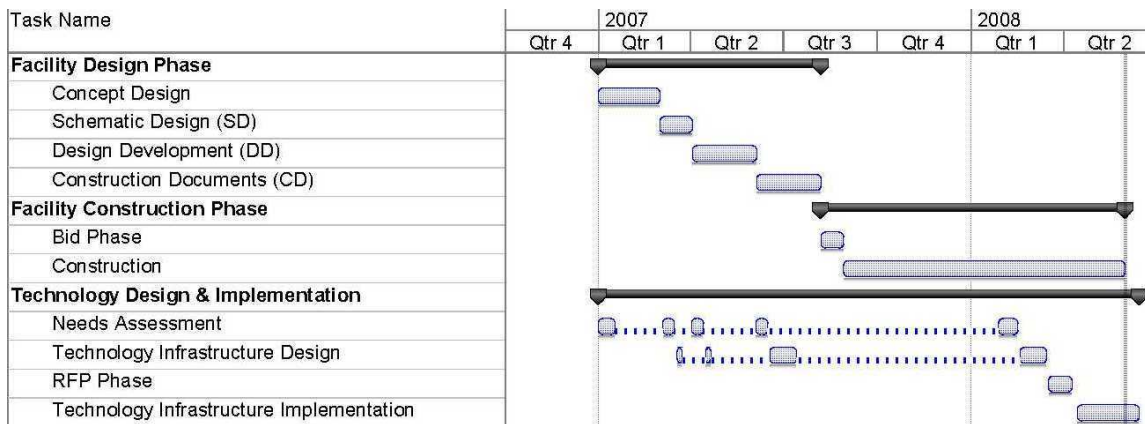 Task Name 2007 2008
Qtr 4 Qtr 1 Qtr 2 Qtr 3 Qtr 4 Qtr 1 Qtr 2
Facility Design Phase
Concept Design
Schematic Design (SD)
Design Development (DD)
Construction Documents (CD)
Facility Construction Phase
Bid Phase
Construction
Technology Design & Implementation
Needs Assessment
Technology Infrastructure Design
RFP Phase
Technology Infrastructure Implementation